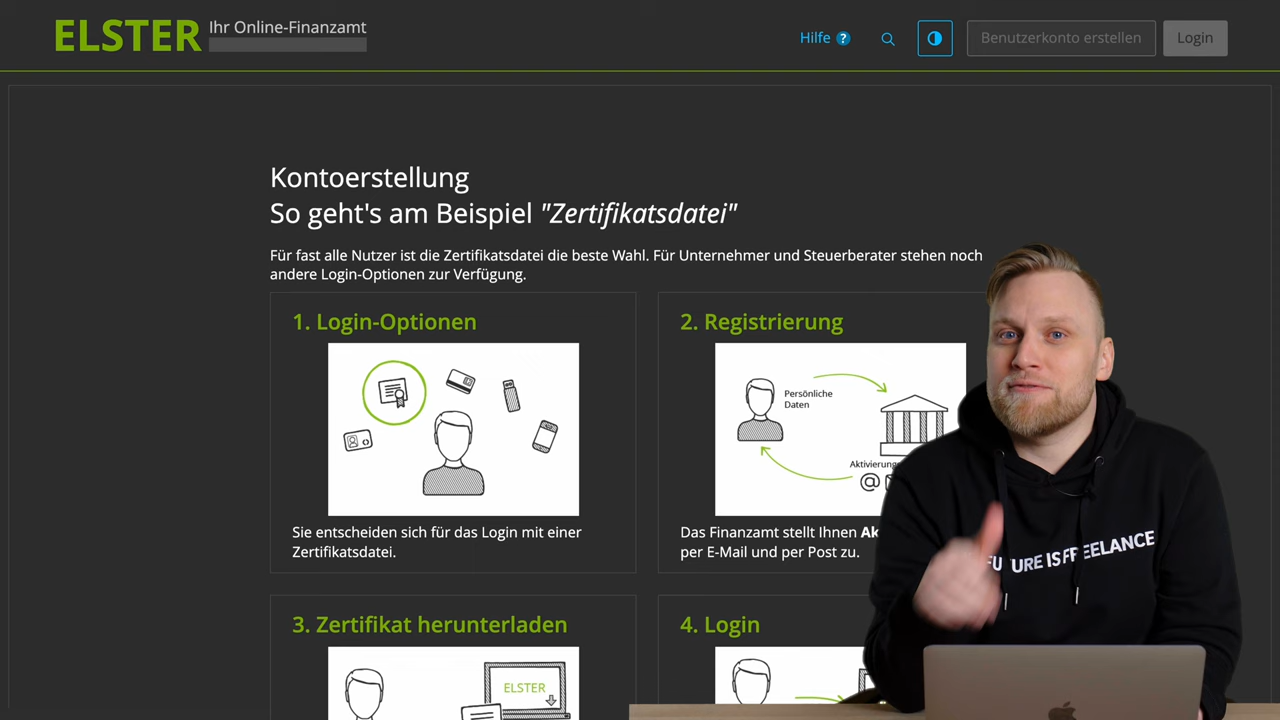 ELSTER
Ihr Online-Finanzamt
Hilfe ?
Benutzerkonto erstellen
Login
Kontoerstellung
So geht's am Beispiel "Zertifikatsdatei"
Für fast alle Nutzer ist die Zertifikatsdatei die beste Wahl. Für Unternehmer und Steuerberater stehen noch
andere Login-Optionen zur Verfügung.
1. Login-Optionen
Sie entscheiden sich für das Login mit einer
Zertifikatsdatei.
2. Registrierung
Persönliche
Daten
@
Das Finanzamt stellt Ihnen
per E-Mail und per Post zu.
3. Zertifikat herunterladen
ELSTER
4. Login
IS FREELANCE